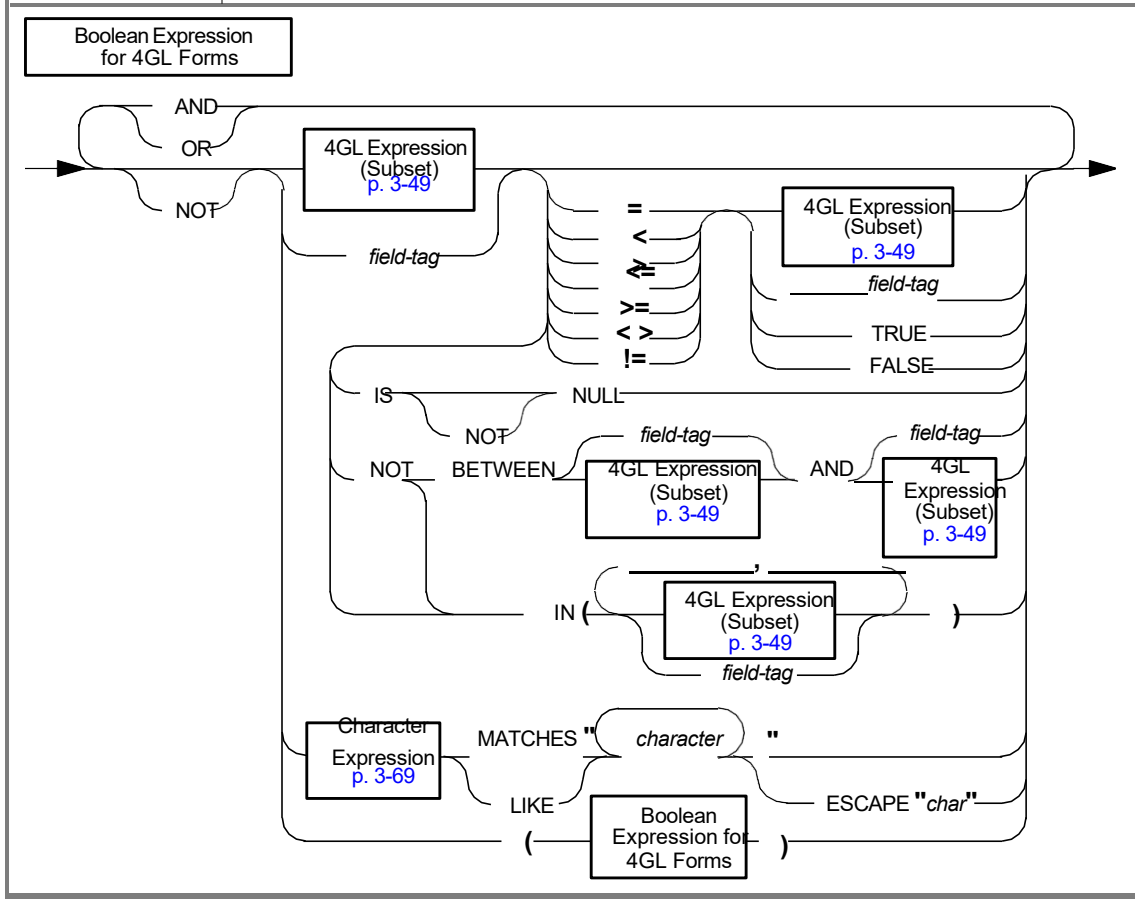 Boolean Expression
for 4GL Forms
AND
OR
NOT
4GL Expression
(Subset)
p. 3-49
field-tag
=
<
>
<=
>=
< >
!=
4GL Expression
(Subset)
p. 3-49
field-tag
TRUE
FALSE
IS
NULL
NOT
NOT
BETWEEN
field-tag
4GL Expression
(Subset)
p. 3-49
AND
field-tag
4GL
Expression
(Subset)
p. 3-49
IN (
,
4GL Expression
(Subset)
p. 3-49
field-tag
)
Character
Expression
p. 3-69
MATCHES "
LIKE
character
"
ESCAPE "char"
(
Boolean
Expression for
4GL Forms
)